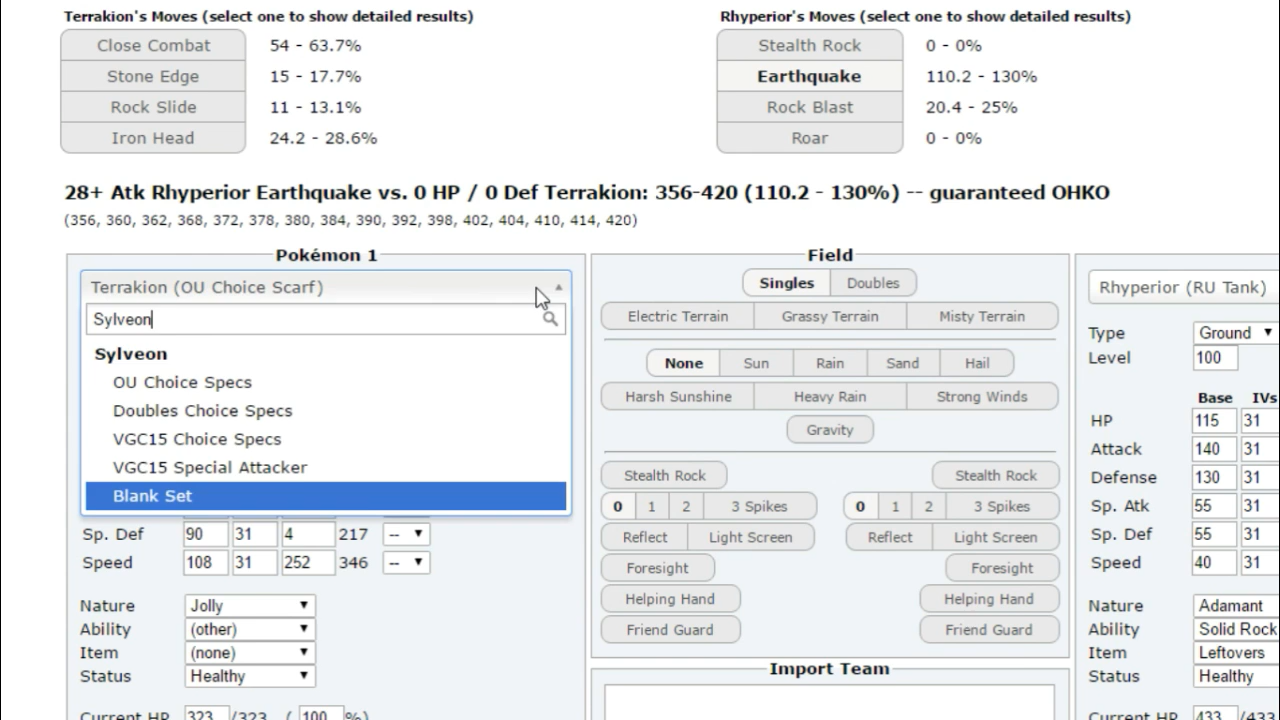 Terrakion's Moves (select one to show detailed results)
Rhyperior's Moves (select one to show detailed results)
Close Combat 54 - 63.7%
Stealth Rock 0 - 0%
Stone Edge 15 - 17.7%
Earthquake 110.2 - 130%
Rock Slide 11 - 13.1%
Rock Blast 20.4 - 25%
Iron Head 24.2 - 28.6%
Roar 0 - 0%
28+ Atk Rhyperior Earthquake vs. 0 HP / 0 Def Terrakion: 356-420 (110.2 - 130%) -- guaranteed OHKO
(356, 360, 362, 368, 372, 378, 380, 384, 390, 392, 398, 402, 404, 410, 414, 420)
Pokémon 1
Terrakion (OU Choice Scarf)
Sylveon
Sylveon
OU Choice Specs
Doubles Choice Specs
VGC15 Choice Specs
VGC15 Special Attacker
Blank Set
Sp. Def 90 31 4 217 --
Speed 108 31 252 346 --
Nature Jolly
Ability (other)
Item (none)
Status Healthy
Current HP 323 /323 ( 100 %)
Field
Singles Doubles
Electric Terrain Grassy Terrain Misty Terrain
None Sun Rain Sand Hail
Harsh Sunshine Heavy Rain Strong Winds
Gravity
Stealth Rock Stealth Rock
0 1 2 3 Spikes 0 1 2 3 Spikes
Reflect Light Screen Reflect Light Screen
Foresight Foresight
Helping Hand Helping Hand
Friend Guard Friend Guard
Import Team
Rhyperior (RU Tank)
Type Ground
Level 100
Base IVs
HP 115 31
Attack 140 31
Defense 130 31
Sp. Atk 55 31
Sp. Def 55 31
Speed 40 31
Nature Adamant
Ability Solid Rock
Item Leftovers
Status Healthy
Current HP 433 /433